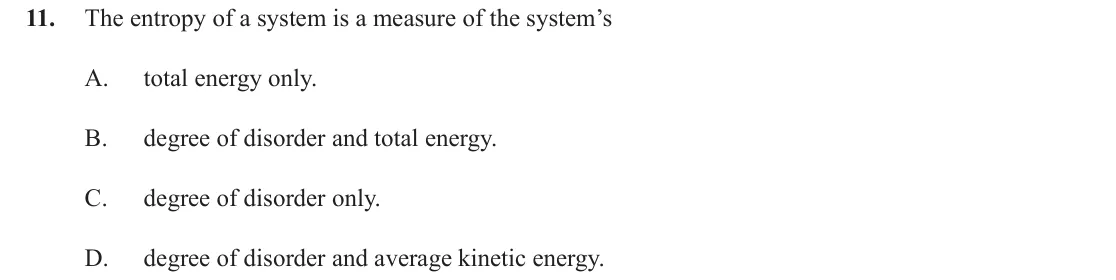 11. The entropy of a system is a measure of the system’s
A. total energy only.
B. degree of disorder and total energy.
C. degree of disorder only.
D. degree of disorder and average kinetic energy.